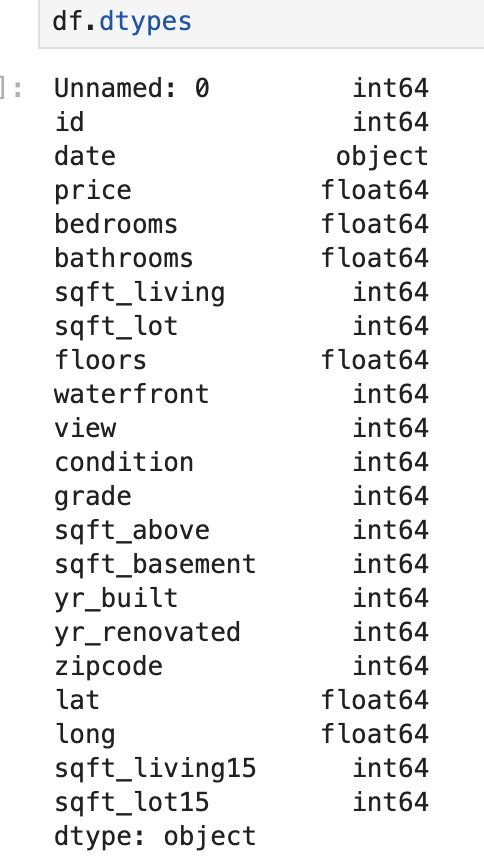 df.dtypes
]:
Unnamed: 0 int64
id int64
date object
price float64
bedrooms float64
bathrooms float64
sqft_living int64
sqft_lot int64
floors float64
waterfront int64
view int64
condition int64
grade int64
sqft_above int64
sqft_basement int64
yr_built int64
yr_renovated int64
zipcode int64
lat float64
long float64
sqft_living15 int64
sqft_lot15 int64
dtype: object